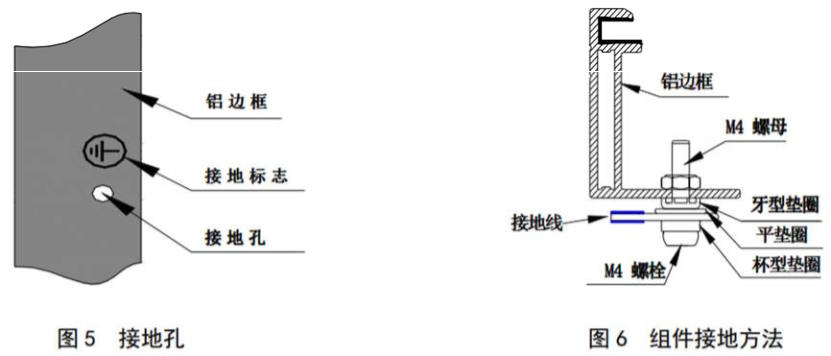 铝边框
接地标志
接地孔
图 5 接地孔
铝边框
M4 螺母
牙型垫圈
接地线
平垫圈
杯型垫圈
M4 螺栓
图 6 组件接地方法